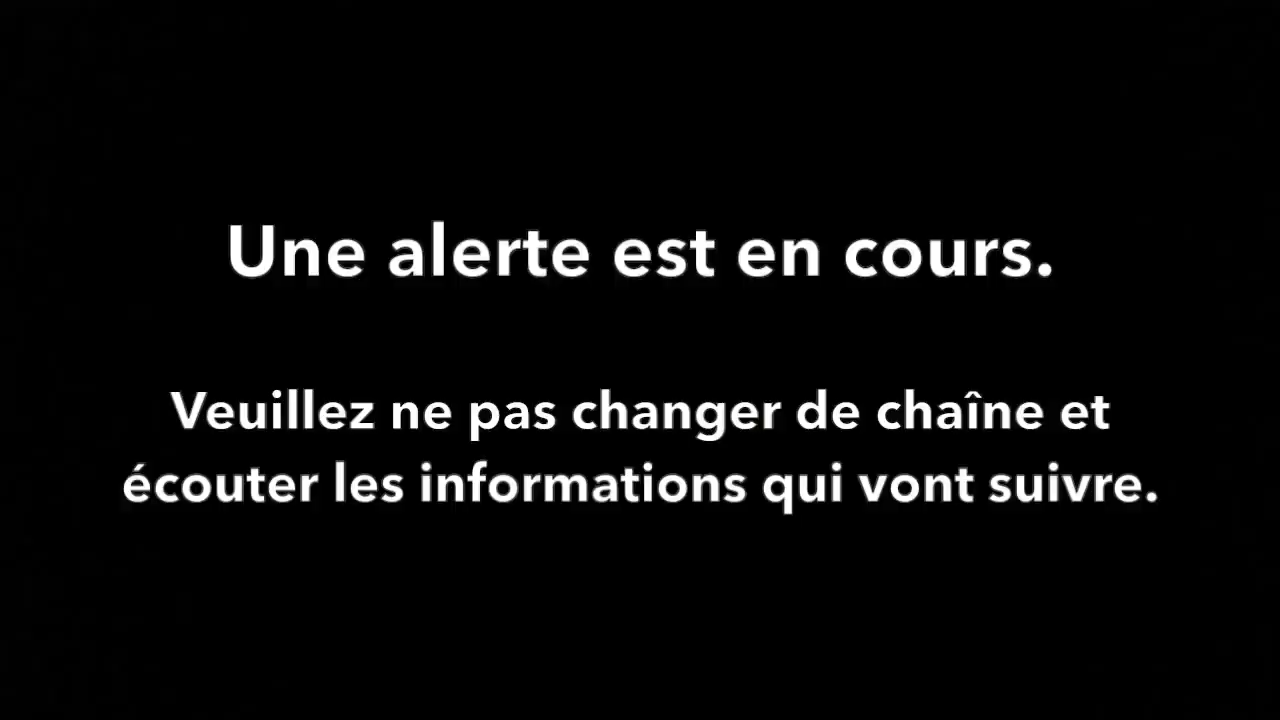 Une alerte est en cours.
Veuillez ne pas changer de chaîne et
écouter les informations qui vont suivre.